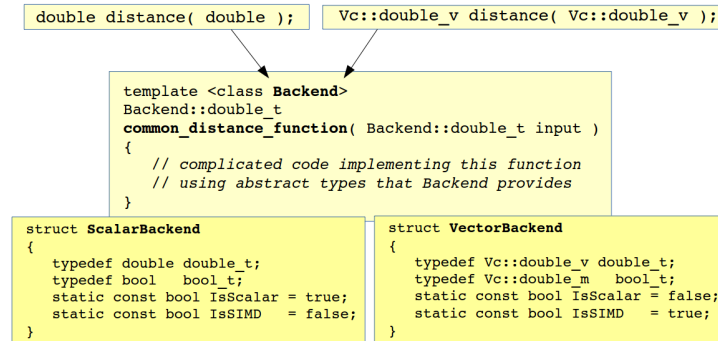 double distance( double );
Vc::double_v distance( Vc::double_v );
template <class Backend>
Backend::double_t
common_distance_function( Backend::double_t input )
{
// complicated code implementing this function
// using abstract types that Backend provides
}
struct ScalarBackend
{
typedef double double_t;
typedef bool bool_t;
static const bool IsScalar = true;
static const bool IsSIMD = false;
}
struct VectorBackend
{
typedef Vc::double_v double_t;
typedef Vc::double_m bool_t;
static const bool IsScalar = false;
static const bool IsSIMD = true;
}